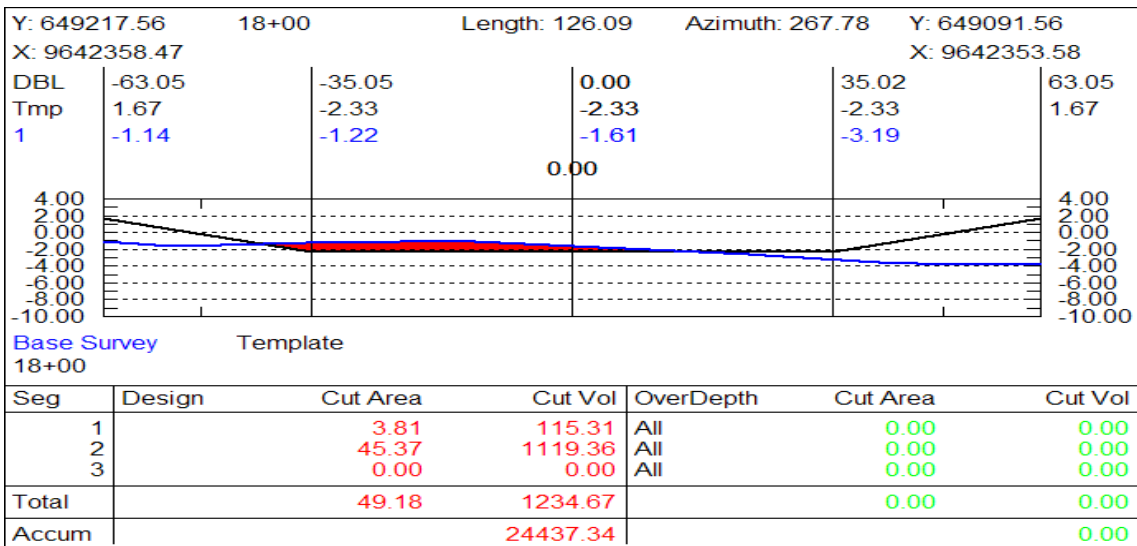 Y: 649217.56 18+00 Length: 126.09 Azimuth: 267.78 Y: 649091.56
X: 9642358.47 X: 9642353.58
DBL -63.05 -35.05 0.00 35.02 63.05
Tmp 1.67 -2.33 -2.33 -2.33 1.67
1 -1.14 -1.22 -1.61 -3.19
0.00
4.00 4.00
2.00 2.00
0.00 0.00
-2.00 -2.00
-4.00 -4.00
-6.00 -6.00
-8.00 -8.00
-10.00 -10.00
Base Survey Template
18+00
Seg Design Cut Area Cut Vol OverDepth Cut Area Cut Vol
1 3.81 115.31 All 0.00 0.00
2 45.37 1119.36 All 0.00 0.00
3 0.00 0.00 All 0.00 0.00
Total 49.18 1234.67 0.00 0.00
Accum 24437.34 0.00